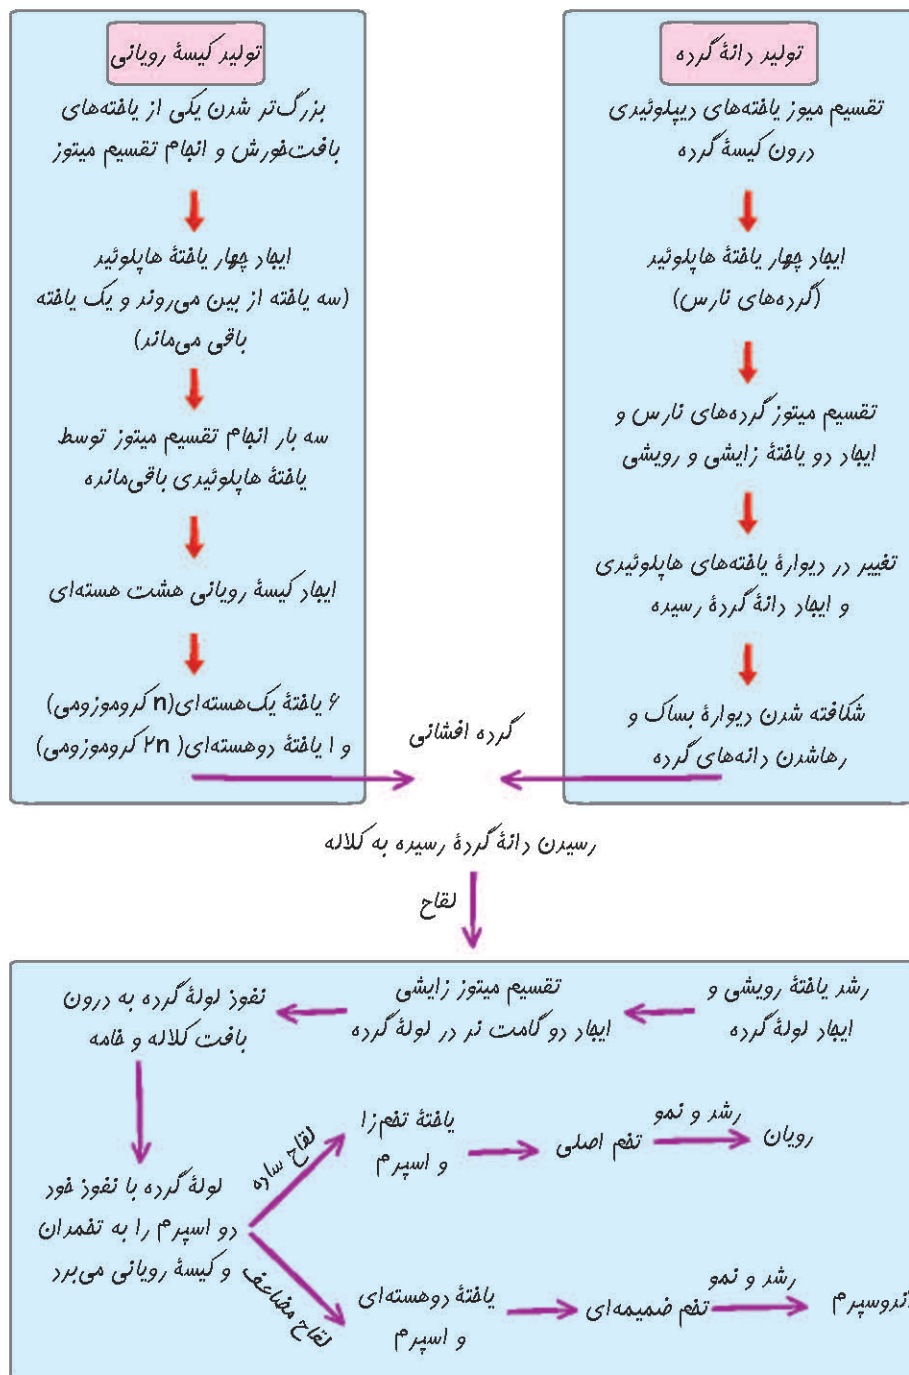 تولید دانهٔ گرده
تقسیم میوز یاخته‌های دیپلوئیدی
درون کیسهٔ گرده
ایجاد چهار یاختهٔ هاپلوئید
(گرده‌های نارس)
تقسیم میتوز گرده‌های نارس و
ایجاد دو یاختهٔ زایشی و رویشی
تغییر در دیوارهٔ یاخته‌های هاپلوئیدی
و ایجاد دانهٔ گردهٔ رسیده
شکافته شدن دیوارهٔ بساک و
رهاشدن دانه‌های گرده
تولید کیسهٔ رویانی
بزرگ‌تر شدن یکی از یاخته‌های
بافت‌خورش و انجام تقسیم میتوز
ایجاد چهار یاختهٔ هاپلوئید
(سه یاخته از بین می‌روند و یک یاخته
باقی می‌ماند)
سه بار انجام تقسیم میتوز توسط
یاختهٔ هاپلوئیدی باقی‌مانده
ایجاد کیسهٔ رویانی هشت هسته‌ای
۶ یاختهٔ یک‌هسته‌ای(n کروموزومی)
و ۱ یاختهٔ دوهسته‌ای( ۲n کروموزومی)
گرده افشانی
رسیدن دانهٔ گردهٔ رسیده به کلاله
لقاح
رشد یاختهٔ رویشی و
ایجاد لولهٔ گرده
تقسیم میتوز زایشی
ایجاد دو گامت نر در لولهٔ گرده
نفوذ لولهٔ گرده به درون
بافت کلاله و خامه
لولهٔ گرده با نفوذ خود
دو اسپرم را به تخمدان
و کیسهٔ رویانی می‌برد
لقاح ساده
یاختهٔ تخم‌زا
و اسپرم
تخم اصلی
رشد و نمو
رویان
لقاح مضاعف
یاختهٔ دوهسته‌ای
و اسپرم
تخم ضمیمه‌ای
رشد و نمو